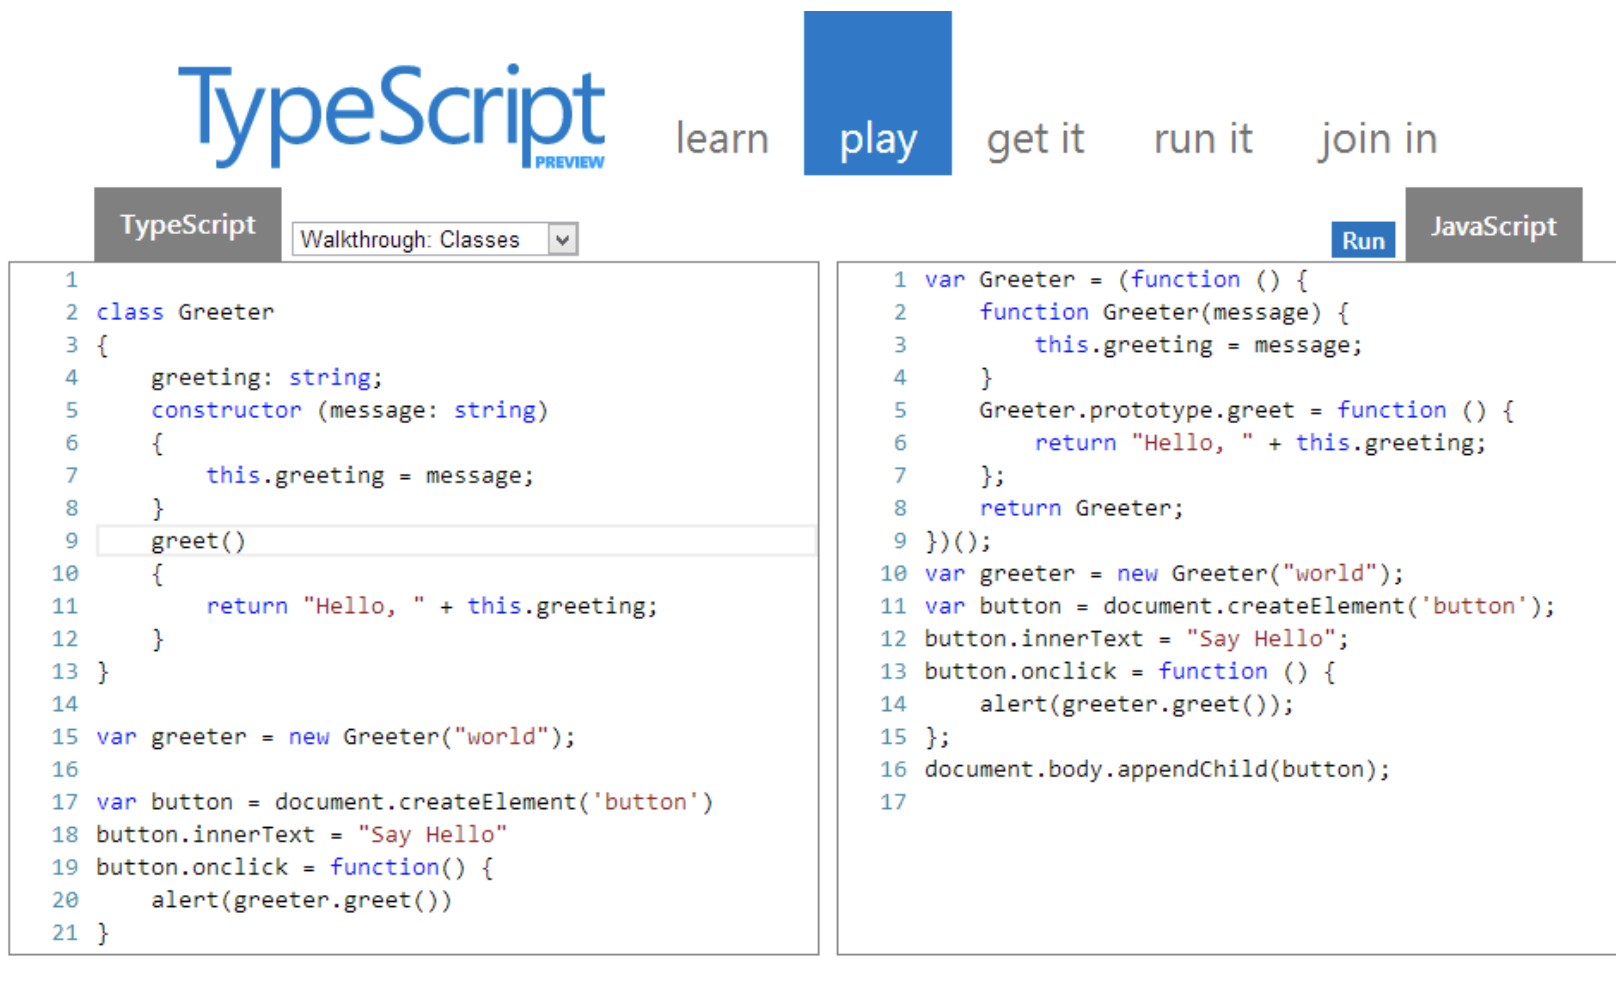 TypeScript
PREVIEW
learn play get it run it join in
TypeScript
Walkthrough: Classes
1
2 class Greeter
3 {
4     greeting: string;
5     constructor (message: string)
6     {
7         this.greeting = message;
8     }
9     greet()
10     {
11         return "Hello, " + this.greeting;
12     }
13 }
14
15 var greeter = new Greeter("world");
16
17 var button = document.createElement('button')
18 button.innerText = "Say Hello"
19 button.onclick = function() {
20     alert(greeter.greet())
21 }
Run
JavaScript
1 var Greeter = (function () {
2     function Greeter(message) {
3         this.greeting = message;
4     }
5     Greeter.prototype.greet = function () {
6         return "Hello, " + this.greeting;
7     };
8     return Greeter;
9 })();
10 var greeter = new Greeter("world");
11 var button = document.createElement('button');
12 button.innerText = "Say Hello";
13 button.onclick = function () {
14     alert(greeter.greet());
15 };
16 document.body.appendChild(button);
17